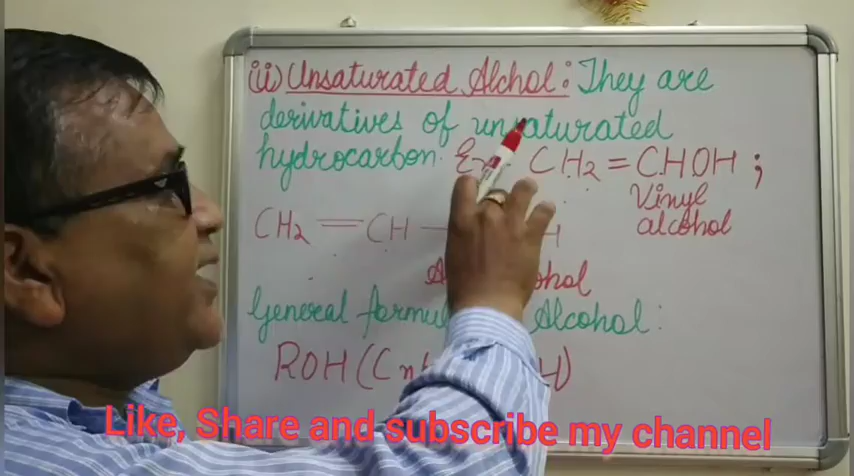 (ii) Unsaturated Alchol: They are
derivatives of unsaturated
hydrocarbon. CH2 = CHOH ;
Vinyl
alcohol
CH2 = CH —
General Alcohol:
ROH (Cn
Like, Share and subscribe my channel